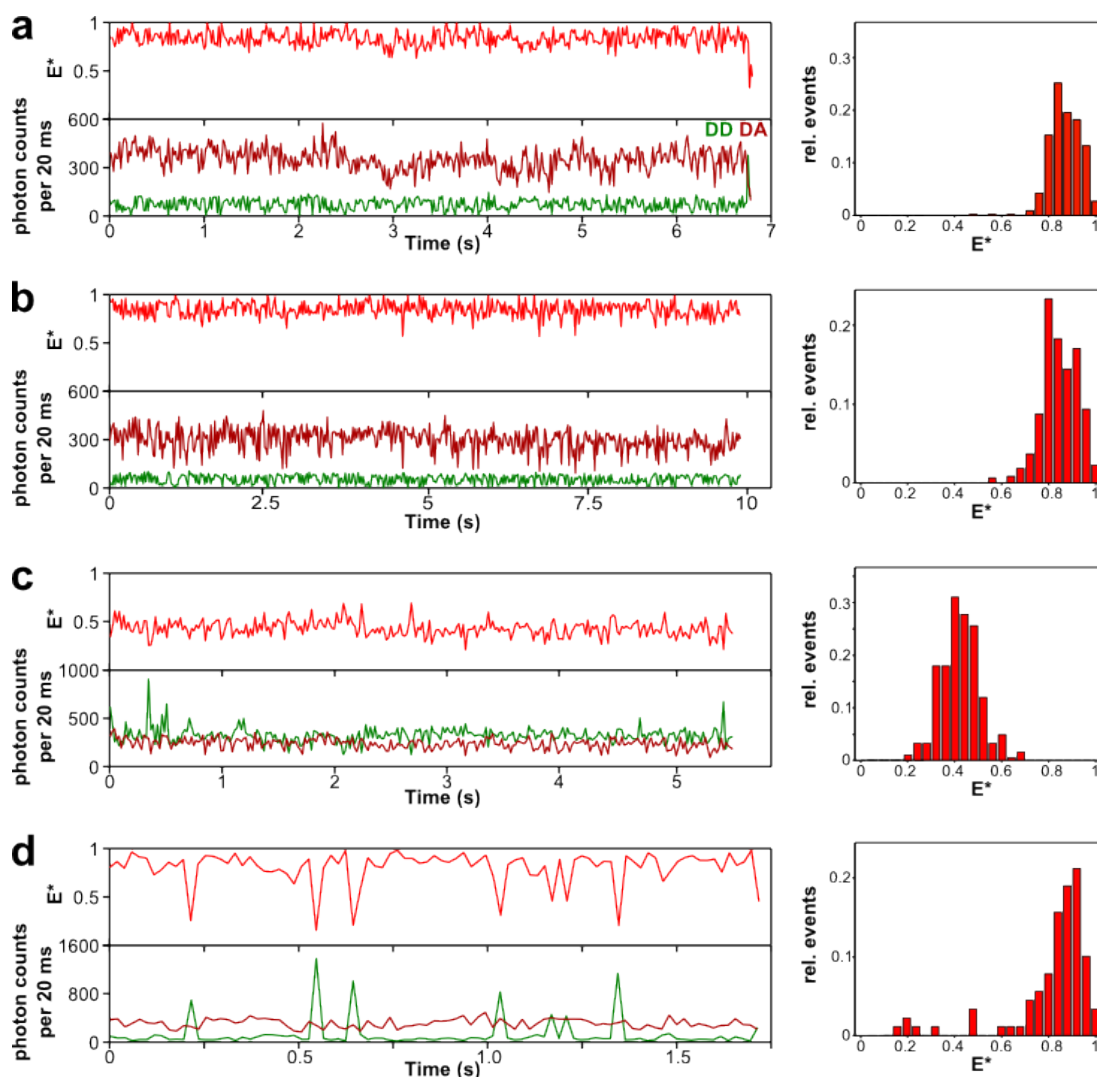 a
E*
1
0.5
photon counts
per 20 ms
600
300
0
DD DA
0 1 2 3 4 5 6 7
Time (s)
rel. events
0.3
0.2
0.1
0
0 0.2 0.4 0.6 0.8 1
E*
b
E*
1
0.5
photon counts
per 20 ms
600
300
0
0 2.5 5 7.5 10
Time (s)
rel. events
0.2
0.1
0
0 0.2 0.4 0.6 0.8 1
E*
c
E*
1
0.5
photon counts
per 20 ms
1000
500
0
0 1 2 3 4 5
Time (s)
rel. events
0.3
0.2
0.1
0
0 0.2 0.4 0.6 0.8 1
E*
d
E*
1
0.5
photon counts
per 20 ms
1600
800
0
0 0.5 1.0 1.5
Time (s)
rel. events
0.2
0.1
0
0 0.2 0.4 0.6 0.8 1
E*